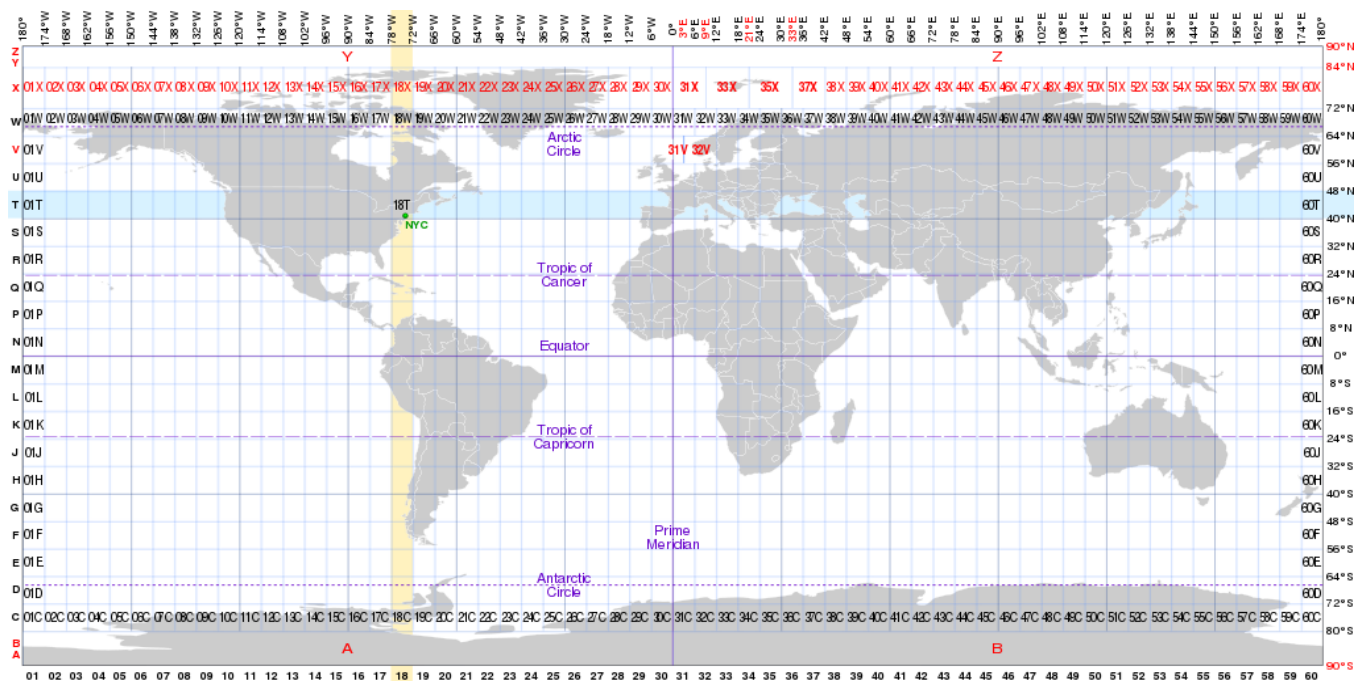 180° 174°W 168°W 162°W 156°W 150°W 144°W 138°W 132°W 126°W 120°W 114°W 108°W 102°W 96°W 90°W 84°W 78°W 72°W 66°W 60°W 54°W 48°W 42°W 36°W 30°W 24°W 18°W 12°W 6°W 0° 3°E 6°E 9°E 12°E 18°E 21°E 24°E 30°E 33°E 36°E 42°E 48°E 54°E 60°E 66°E 72°E 78°E 84°E 90°E 96°E 102°E 108°E 114°E 120°E 126°E 132°E 138°E 144°E 150°E 156°E 162°E 168°E 174°E 180°
90°N
Z Y Z
Y 84°N
X 01X 02X 03X 04X 05X 06X 07X 08X 09X 10X 11X 12X 13X 14X 15X 16X 17X 18X 19X 20X 21X 22X 23X 24X 25X 26X 27X 28X 29X 30X 31X 33X 35X 37X 38X 39X 40X 41X 42X 43X 44X 45X 46X 47X 48X 49X 50X 51X 52X 53X 54X 55X 56X 57X 58X 59X 60X
72°N
W 01W 02W 03W 04W 05W 06W 07W 08W 09W 10W 11W 12W 13W 14W 15W 16W 17W 18W 19W 20W 21W 22W 23W 24W 25W 26W 27W 28W 29W 30W 31W 32W 33W 34W 35W 36W 37W 38W 39W 40W 41W 42W 43W 44W 45W 46W 47W 48W 49W 50W 51W 52W 53W 54W 55W 56W 57W 58W 59W 60W
Arctic 64°N
Circle
V 01V 31V 32V 60V
56°N
U 01U 60U
48°N
T 01T 18T 60T
40°N
NYC
S 01S 60S
32°N
R 01R 60R
Tropic of 24°N
Cancer
Q 01Q 60Q
16°N
P 01P 60P
8°N
N 01N Equator 60N
0°
M 01M 60M
8°S
L 01L 60L
16°S
K 01K 60K
Tropic of 24°S
Capricorn
J 01J 60J
32°S
H 01H 60H
40°S
G 01G 60G
48°S
F 01F Prime 60F
Meridian 56°S
E 01E 60E
Antarctic 64°S
Circle
D 01D 60D
72°S
C 01C 02C 03C 04C 05C 06C 07C 08C 09C 10C 11C 12C 13C 14C 15C 16C 17C 18C 19C 20C 21C 22C 23C 24C 25C 26C 27C 28C 29C 30C 31C 32C 33C 34C 35C 36C 37C 38C 39C 40C 41C 42C 43C 44C 45C 46C 47C 48C 49C 50C 51C 52C 53C 54C 55C 56C 57C 58C 59C 60C
80°S
B A B
A 90°S
01 02 03 04 05 06 07 08 09 10 11 12 13 14 15 16 17 18 19 20 21 22 23 24 25 26 27 28 29 30 31 32 33 34 35 36 37 38 39 40 41 42 43 44 45 46 47 48 49 50 51 52 53 54 55 56 57 58 59 60